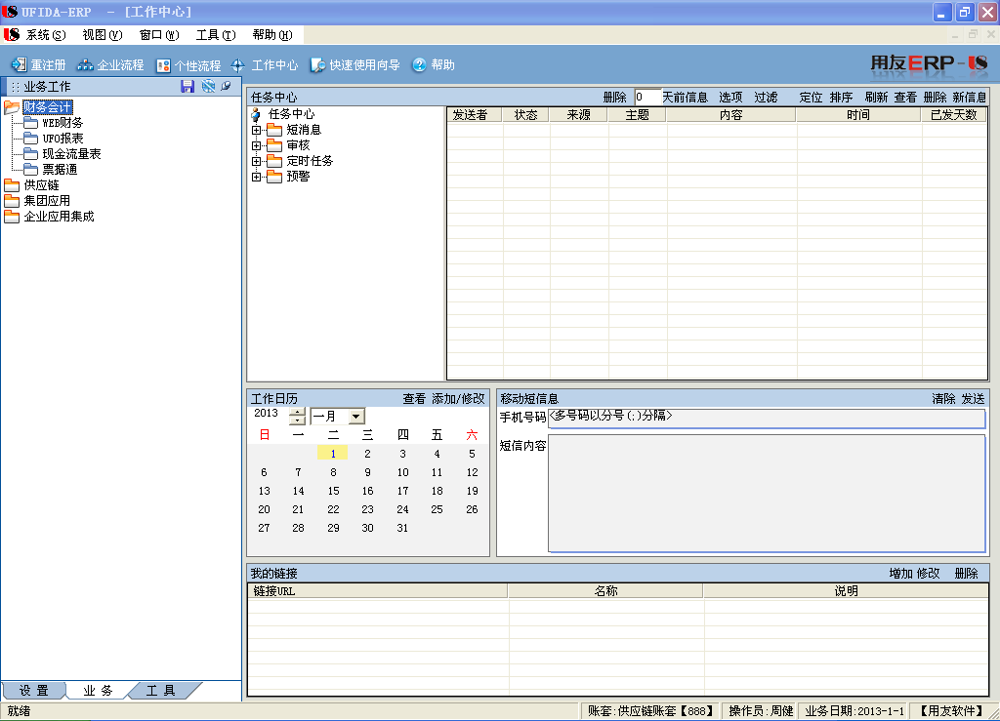 UFIDA-ERP - [工作中心]
系统(S) 视图(V) 窗口(W) 工具(T) 帮助(H)
重注册 企业流程 个性流程 工作中心 快速使用向导 帮助
用友ERP-U8
业务工作
财务会计
WEB财务
UFO报表
现金流量表
票据通
供应链
集团应用
企业应用集成
任务中心 删除 0 天前信息 选项 过滤 定位 排序 刷新 查看 删除 新信息
任务中心
短消息
审核
定时任务
预警
发送者 状态 来源 主题 内容 时间 已发天数
工作日历 查看 添加/修改
2013 一月
日 一 二 三 四 五 六
1 2 3 4 5
6 7 8 9 10 11 12
13 14 15 16 17 18 19
20 21 22 23 24 25 26
27 28 29 30 31
移动短信息 清除 发送
手机号码 <多号码以分号(;)分隔>
短信内容
我的链接 增加 修改 删除
链接URL 名称 说明
设 置 业 务 工 具
就绪 账套:供应链账套【888】 操作员:周健 业务日期:2013-1-1 【用友软件】